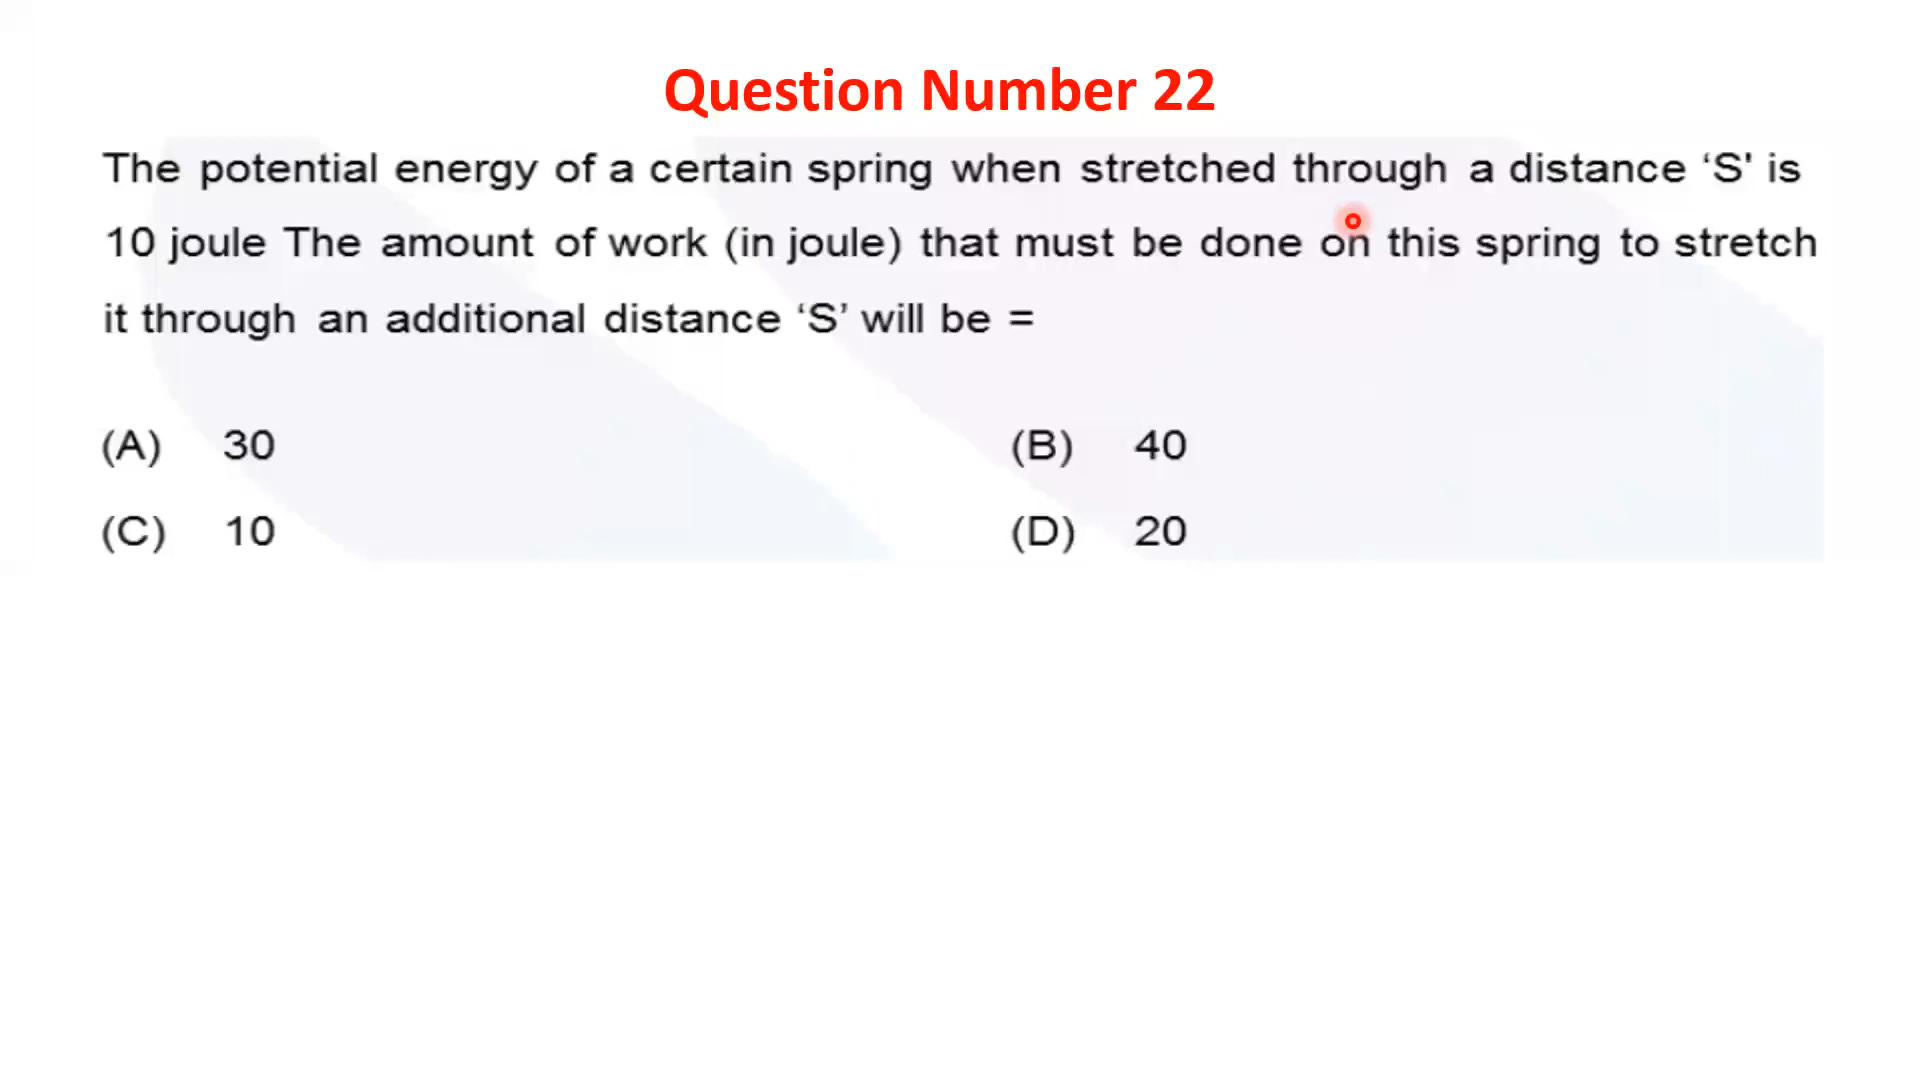 Question Number 22
The potential energy of a certain spring when stretched through a distance ‘S' is
10 joule The amount of work (in joule) that must be done on this spring to stretch
it through an additional distance ‘S’ will be =
(A) 30 (B) 40
(C) 10 (D) 20